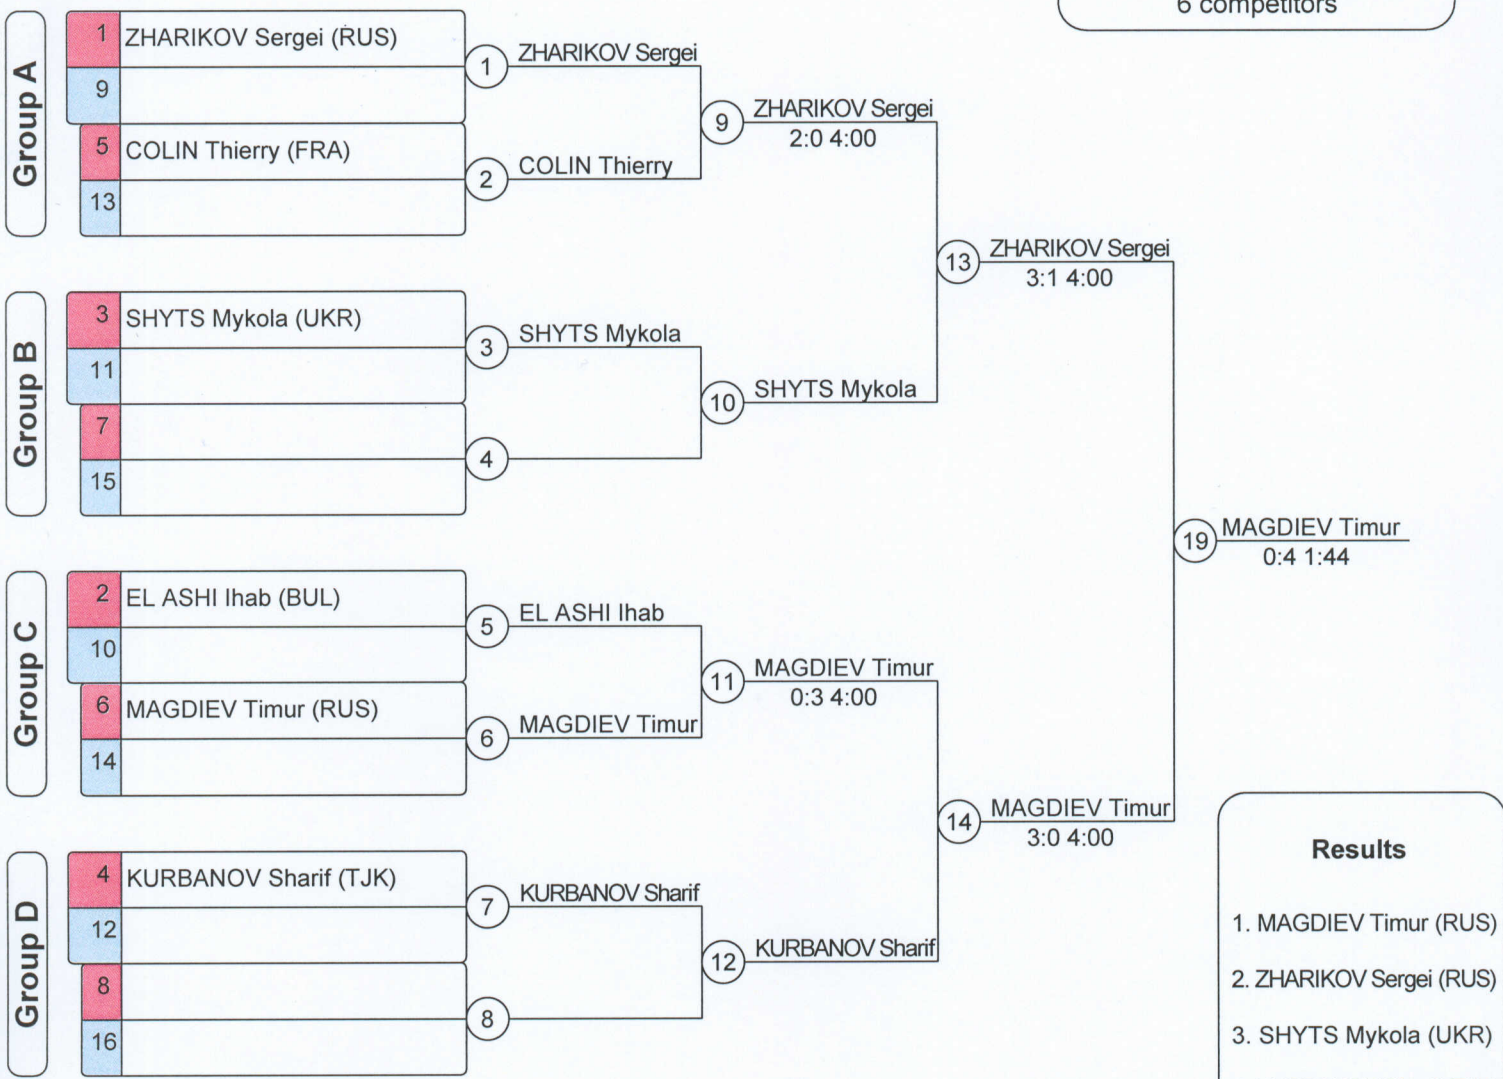 6 competitors
Group A
1 ZHARIKOV Sergei (RUS)
9
5 COLIN Thierry (FRA)
13
1 ZHARIKOV Sergei
2 COLIN Thierry
9 ZHARIKOV Sergei
2:0 4:00
Group B
3 SHYTS Mykola (UKR)
11
7
15
3 SHYTS Mykola
4
10 SHYTS Mykola
13 ZHARIKOV Sergei
3:1 4:00
Group C
2 EL ASHI Ihab (BUL)
10
6 MAGDIEV Timur (RUS)
14
5 EL ASHI Ihab
6 MAGDIEV Timur
11 MAGDIEV Timur
0:3 4:00
Group D
4 KURBANOV Sharif (TJK)
12
8
16
7 KURBANOV Sharif
8
12 KURBANOV Sharif
14 MAGDIEV Timur
3:0 4:00
19 MAGDIEV Timur
0:4 1:44
Results
1. MAGDIEV Timur (RUS)
2. ZHARIKOV Sergei (RUS)
3. SHYTS Mykola (UKR)